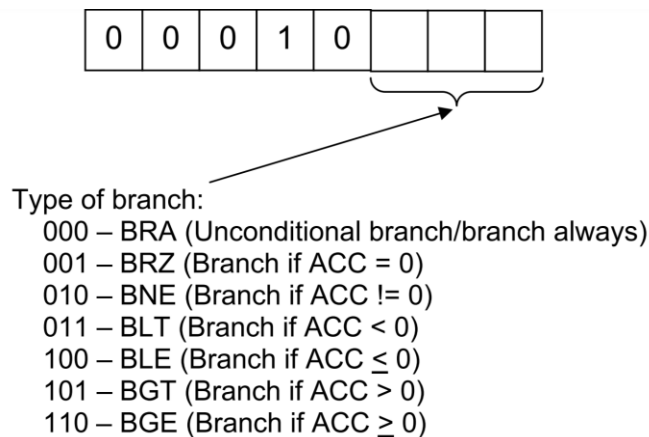 0 0 0 1 0
Type of branch:
000 – BRA (Unconditional branch/branch always)
001 – BRZ (Branch if ACC = 0)
010 – BNE (Branch if ACC != 0)
011 – BLT (Branch if ACC < 0)
100 – BLE (Branch if ACC ≤ 0)
101 – BGT (Branch if ACC > 0)
110 – BGE (Branch if ACC ≥ 0)